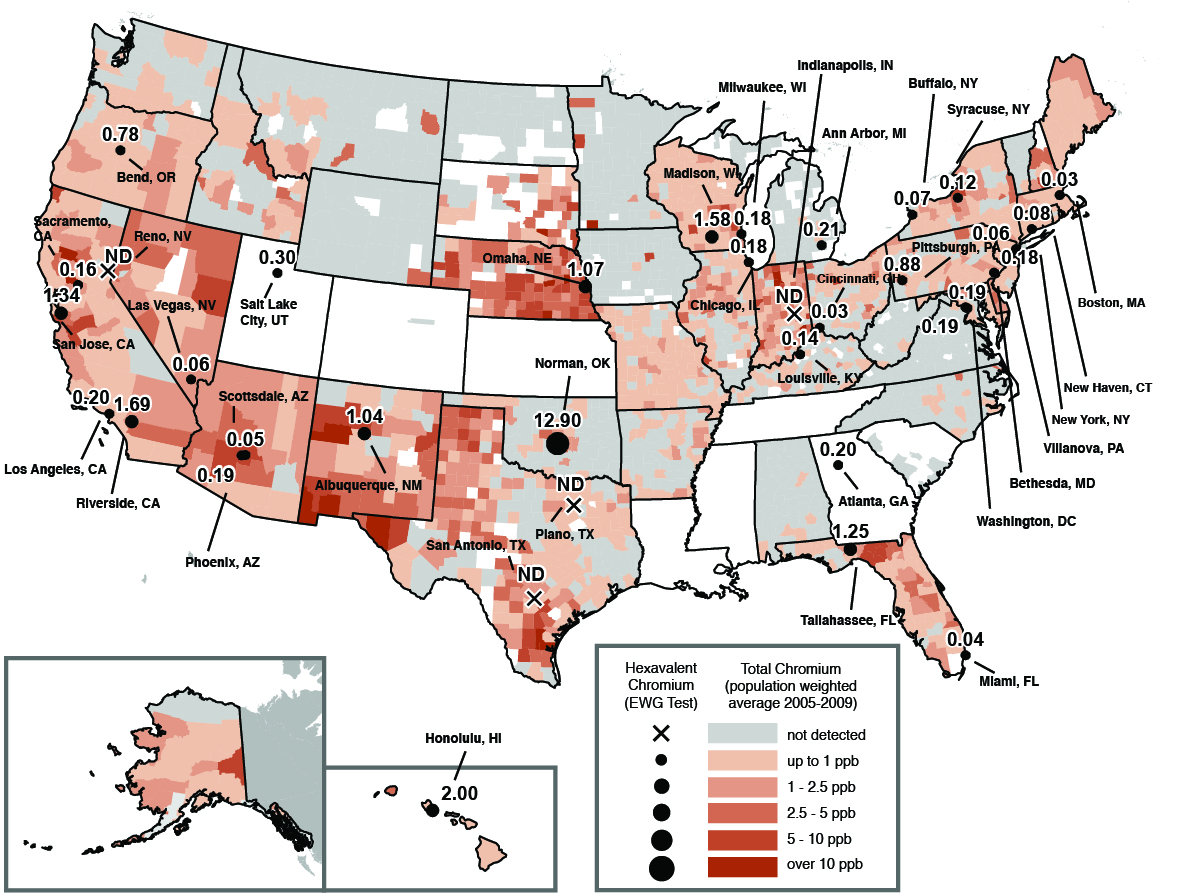 Indianapolis, IN
Milwaukee, WI
Buffalo, NY
Syracuse, NY
Ann Arbor, MI
0.78
Bend, OR
Madison, WI
1.58
0.18
0.18
0.21
0.07
0.12
0.03
0.08
0.06
0.18
Sacramento,
CA
ND
Reno, NV
0.16
1.34
San Jose, CA
Las Vegas, NV
0.06
0.30
Salt Lake
City, UT
Omaha, NE
1.07
Chicago, IL
ND
Cincinnati, OH
0.03
0.14
Louisville, KY
Pittsburgh, PA
0.88
0.19
0.19
Boston, MA
New Haven, CT
New York, NY
Villanova, PA
Bethesda, MD
Washington, DC
Norman, OK
12.90
0.20
1.69
Los Angeles, CA
Riverside, CA
Scottsdale, AZ
0.05
0.19
Phoenix, AZ
1.04
Albuquerque, NM
ND
Plano, TX
San Antonio, TX
ND
0.20
Atlanta, GA
1.25
Tallahassee, FL
0.04
Miami, FL
Honolulu, HI
2.00
Hexavalent
Chromium
(EWG Test)
Total Chromium
(population weighted
average 2005-2009)
not detected
up to 1 ppb
1 - 2.5 ppb
2.5 - 5 ppb
5 - 10 ppb
over 10 ppb